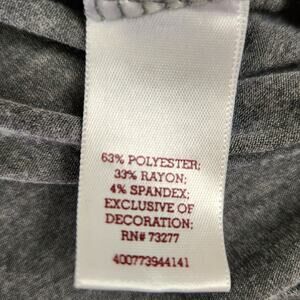 63% POLYESTER;
33% RAYON;
4% SPANDEX;
EXCLUSIVE OF
DECORATION;
RN# 73277
400773944141